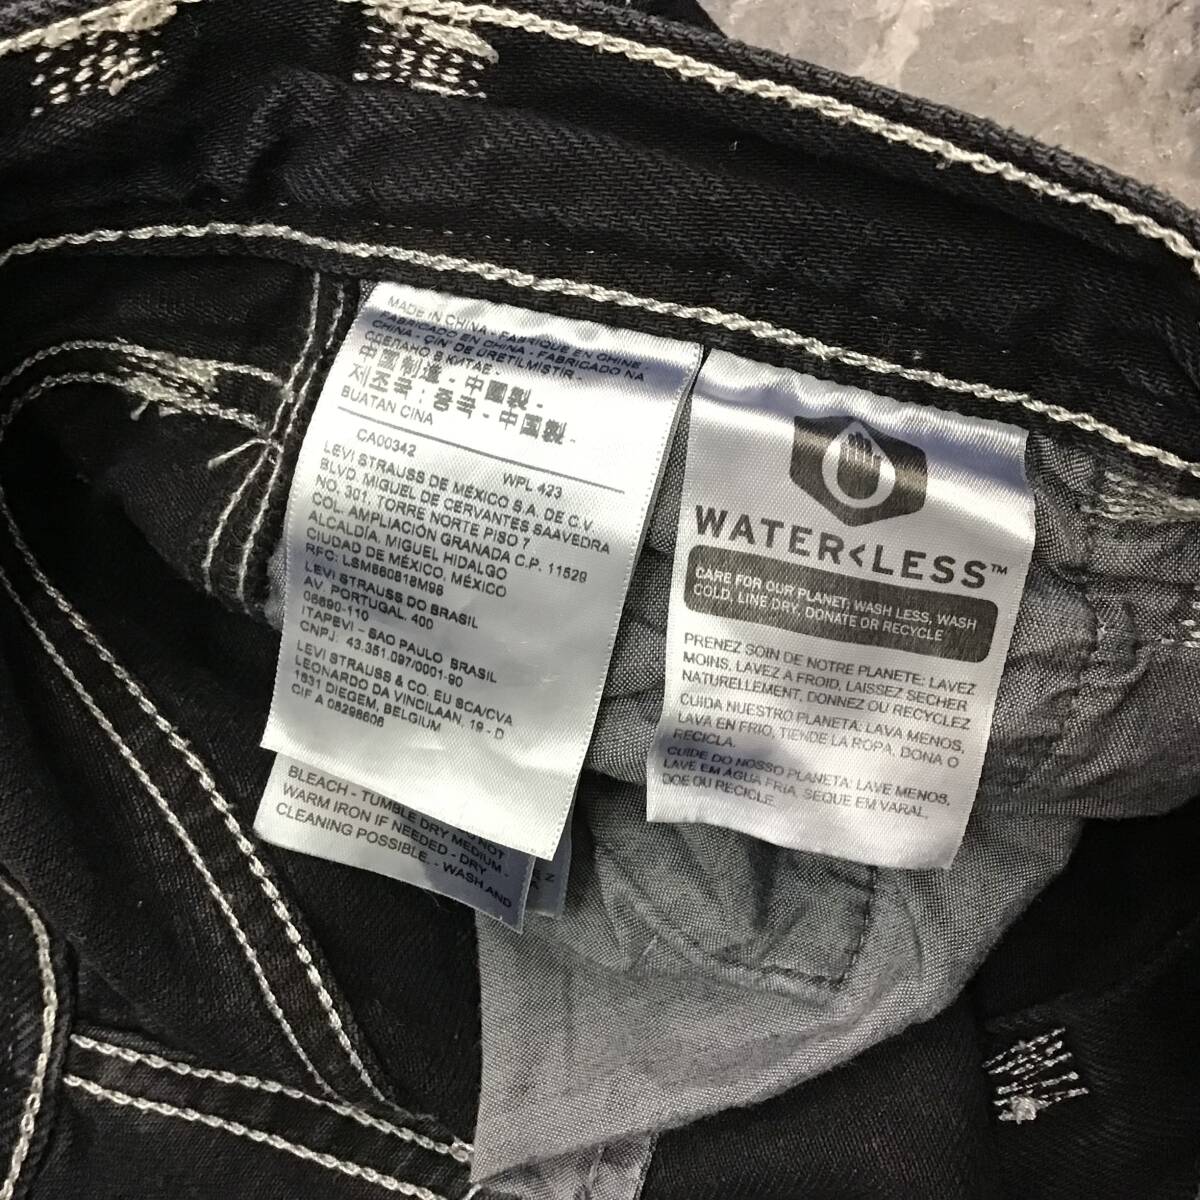 MADE IN CHINA - FABRIQUE EN CHINE -
FABRICADO EN CHINA - FABRICADO NA
CHINA - ÇIN DE ÜRETILMISTIR -
СДЕЛАНО В КИТАЕ -
中國制造 - 中國製 -
제조국 : 중국 - 中国製 -
BUATAN CINA
CA00342 WPL 423
LEVI STRAUSS DE MÉXICO S.A. DE C.V.
BLVD. MIGUEL DE CERVANTES SAAVEDRA
NO. 301, TORRE NORTE PISO 7
COL. AMPLIACIÓN GRANADA C.P. 11529
ALCALDÍA. MIGUEL HIDALGO
CIUDAD DE MÉXICO, MÉXICO
RFC: LSM860818M98
LEVI STRAUSS DO BRASIL
AV. PORTUGAL. 400
06690-110
ITAPEVI - SAO PAULO BRASIL
CNPJ: 43.351.097/0001-90
LEVI STRAUSS & CO. EU SCA/CVA
LEONARDO DA VINCILAAN, 19 - D
1831 DIEGEM, BELGIUM
CIF A 08298606
NOT
BLEACH - TUMBLE DRY MEDIUM -
WARM IRON IF NEEDED - DRY
CLEANING POSSIBLE. - WASH AND
WATER<LESS™
CARE FOR OUR PLANET: WASH LESS, WASH
COLD, LINE DRY, DONATE OR RECYCLE
PRENEZ SOIN DE NOTRE PLANETE: LAVEZ
MOINS, LAVEZ A FROID, LAISSEZ SECHER
NATURELLEMENT, DONNEZ OU RECYCLEZ
CUIDA NUESTRO PLANETA: LAVA MENOS,
LAVA EN FRIO, TIENDE LA ROPA, DONA O
RECICLA.
CUIDE DO NOSSO PLANETA: LAVE MENOS,
LAVE EM AGUA FRIA, SEQUE EM VARAL,
DOE OU RECICLE.